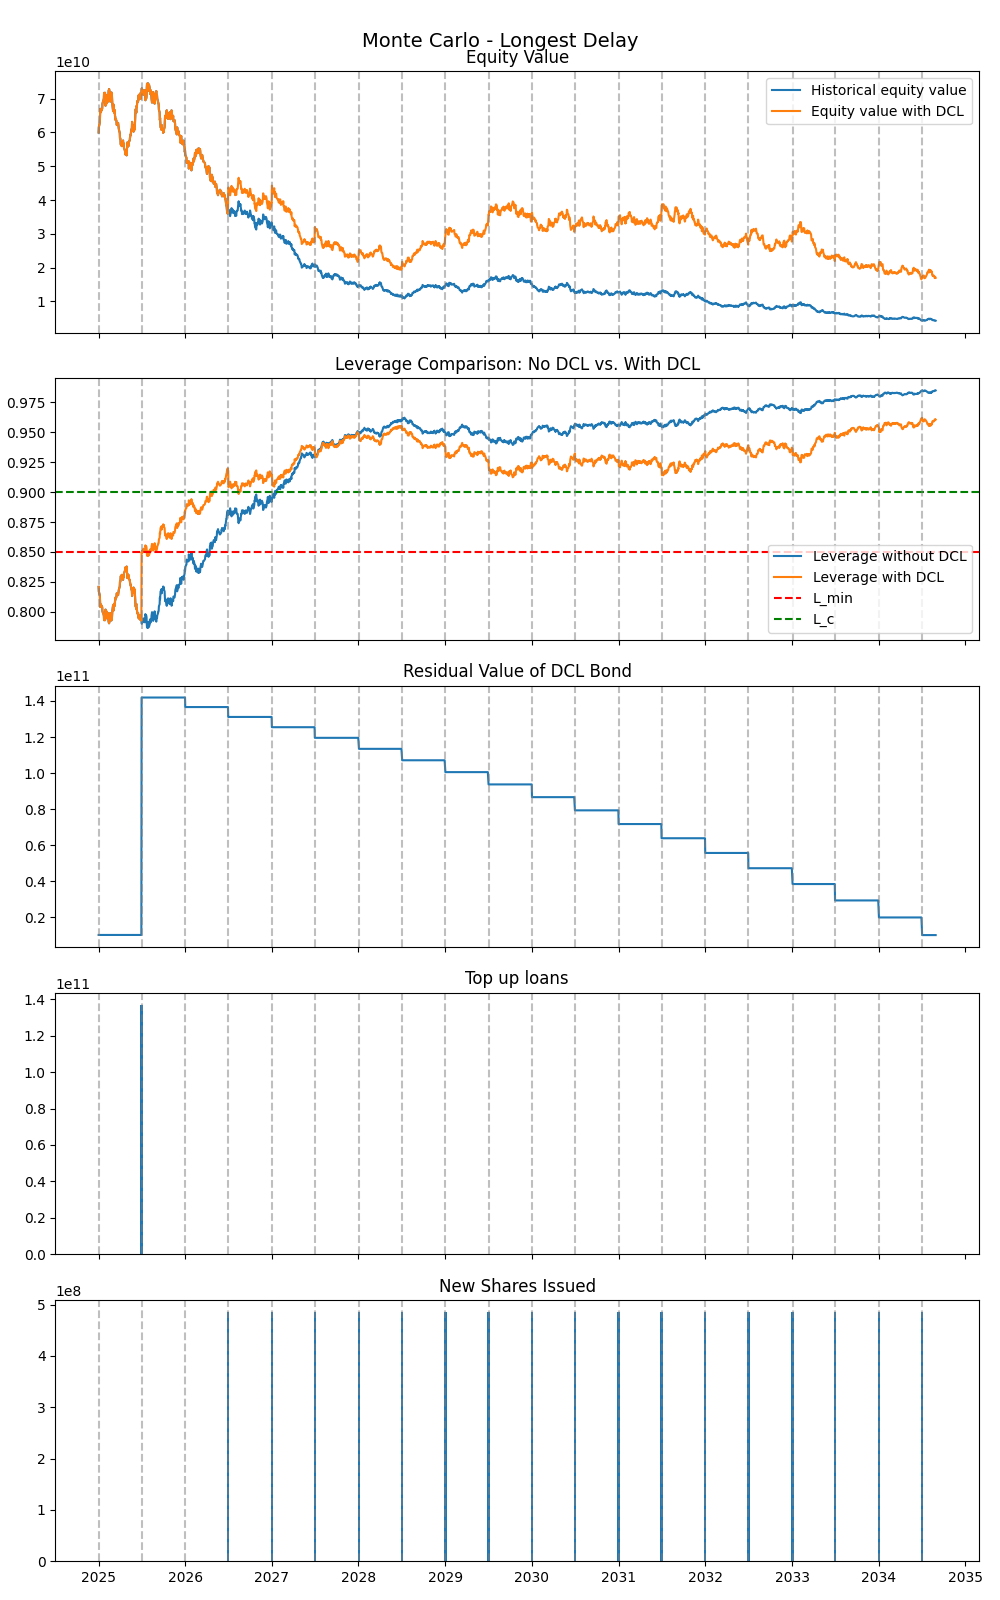 Monte Carlo - Longest Delay
Equity Value
1e10
7
6
5
4
3
2
1
Historical equity value
Equity value with DCL
Leverage Comparison: No DCL vs. With DCL
0.975
0.950
0.925
0.900
0.875
0.850
0.825
0.800
Leverage without DCL
Leverage with DCL
L_min
L_c
Residual Value of DCL Bond
1e11
1.4
1.2
1.0
0.8
0.6
0.4
0.2
Top up loans
1e11
1.4
1.2
1.0
0.8
0.6
0.4
0.2
0.0
New Shares Issued
1e8
5
4
3
2
1
0
2025 2026 2027 2028 2029 2030 2031 2032 2033 2034 2035